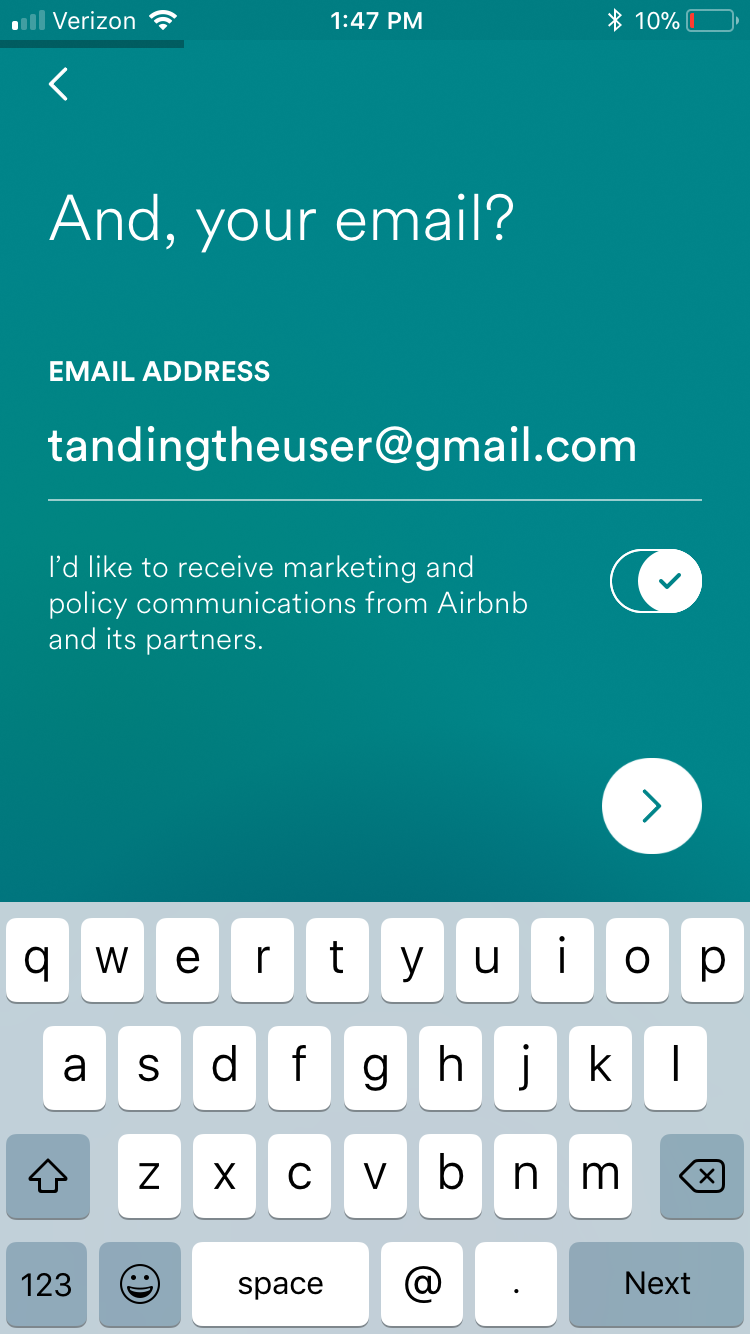 Verizon 1:47 PM 10%
And, your email?
EMAIL ADDRESS
tandingtheuser@gmail.com
I’d like to receive marketing and
policy communications from Airbnb
and its partners.
q w e r t y u i o p
a s d f g h j k l
z x c v b n m
123 space @ . Next